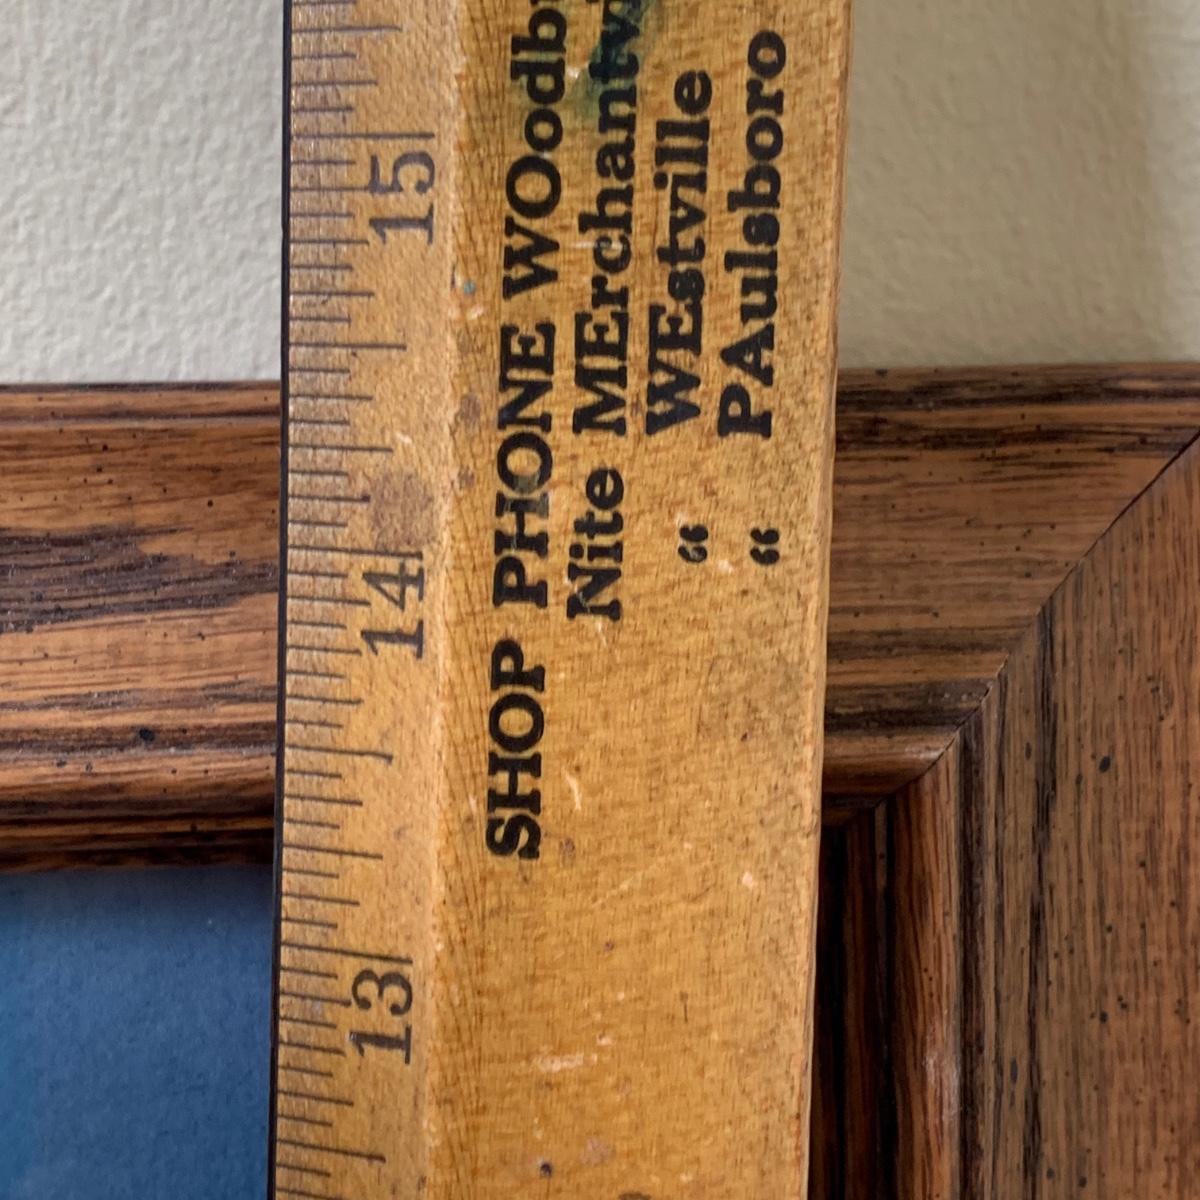 SHOP PHONE WOodb
Nite MErchantvi
“ WEstville
“ PAulsboro
15
14
13